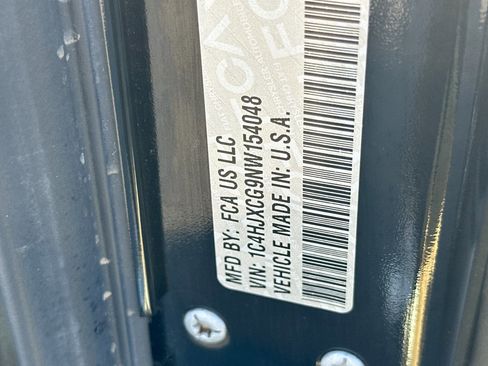 MFD BY: FCA US LLC
VIN: 1C4HJXCG9NW154048
VEHICLE MADE IN: U.S.A.